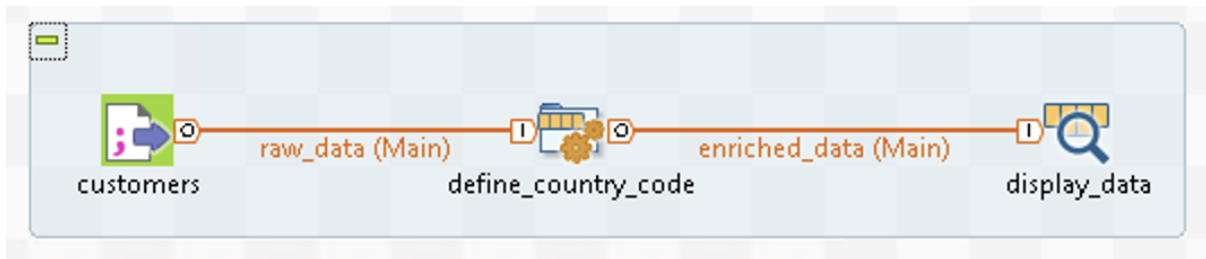 O
I
O
I
raw_data (Main)
enriched_data (Main)
customers
define_country_code
display_data